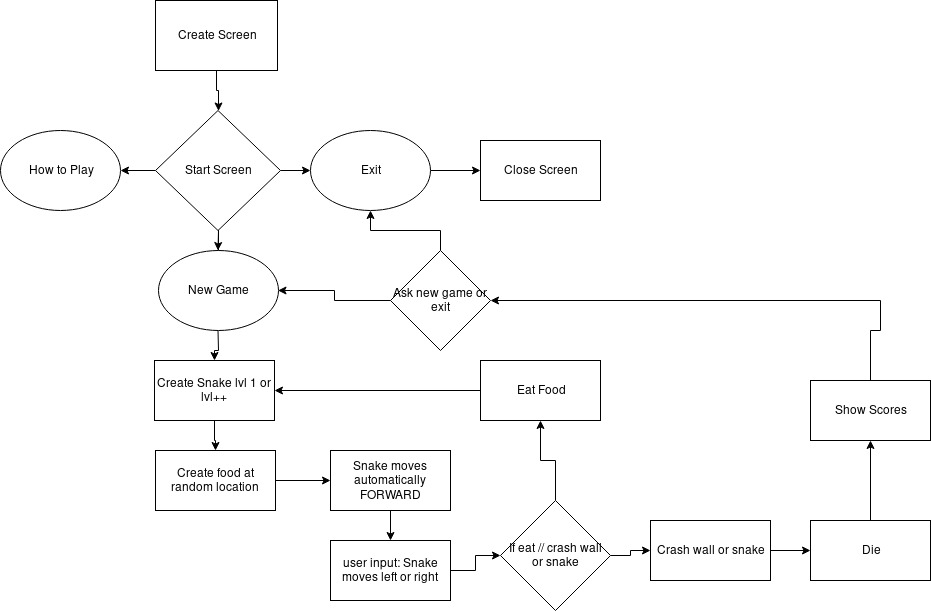 Create Screen
How to Play
Start Screen
Exit
Close Screen
New Game
Ask new game or
exit
Create Snake lvl 1 or
lvl++
Eat Food
Show Scores
Create food at
random location
Snake moves
automatically
FORWARD
user input: Snake
moves left or right
If eat // crash wall
or snake
Crash wall or snake
Die